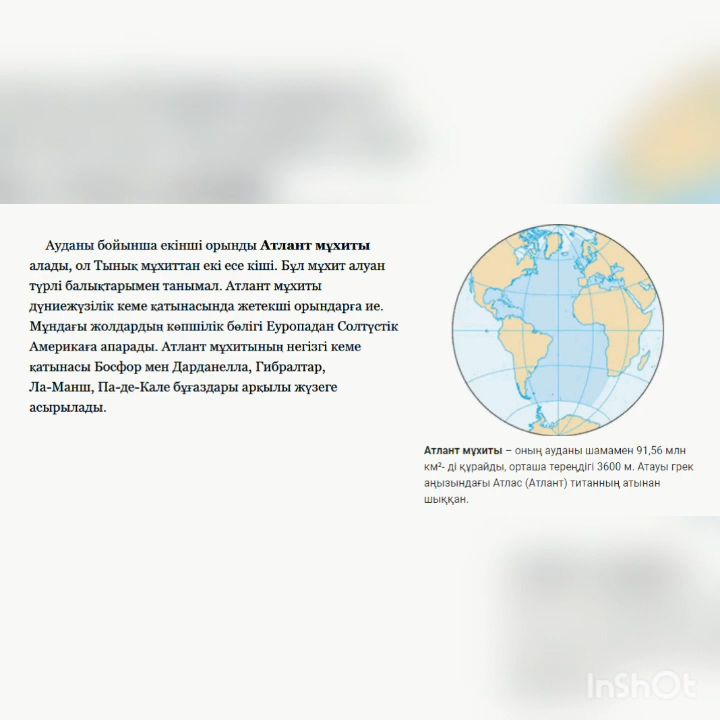 Ауданы бойынша екінші орынды Атлант мұхиты
алады, ол Тынық мұхиттан екі есе кіші. Бұл мұхит алуан
түрлі балықтарымен танымал. Атлант мұхиты
дүниежүзілік кеме қатынасында жетекші орындарға ие.
Мұндағы жолдардың көпшілік бөлігі Еуропадан Солтүстік
Америкаға апарады. Атлант мұхитының негізгі кеме
қатынасы Босфор мен Дарданелла, Гибралтар,
Ла-Манш, Па-де-Кале бұғаздары арқылы жүзеге
асырылады.
Атлант мұхиты – оның ауданы шамамен 91,56 млн
км²- ді құрайды, орташа тереңдігі 3600 м. Атауы грек
аңызындағы Атлас (Атлант) титанның атынан
шыққан.
InShOt